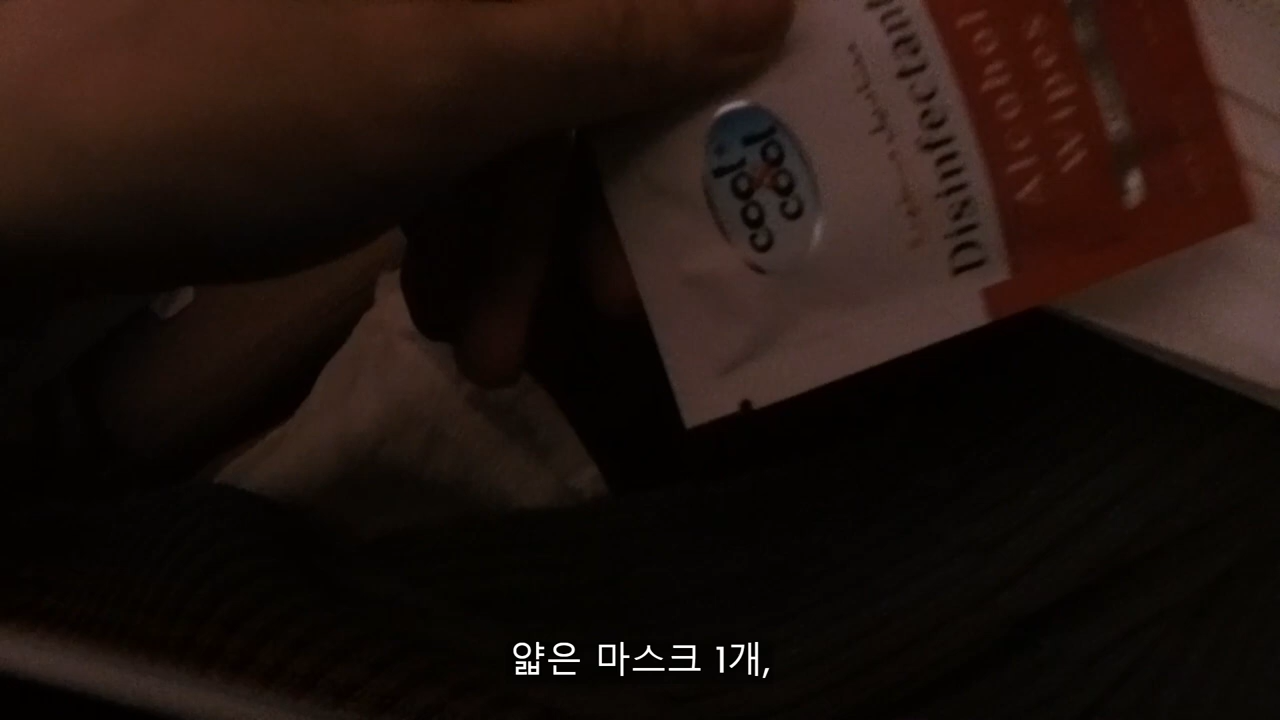 cool
&
cool
Disinfectant
Alcohol
Wipes
얇은 마스크 1개,